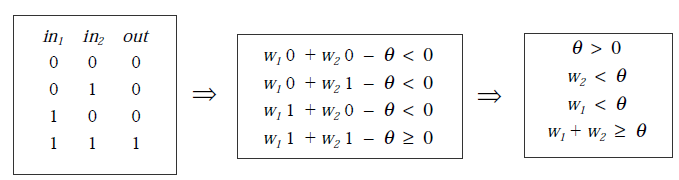 in₁ in₂ out
0 0 0
0 1 0
1 0 0
1 1 1
⇒
w₁ 0 + w₂ 0 – θ < 0
w₁ 0 + w₂ 1 – θ < 0
w₁ 1 + w₂ 0 – θ < 0
w₁ 1 + w₂ 1 – θ ≥ 0
⇒
θ > 0
w₂ < θ
w₁ < θ
w₁ + w₂ ≥ θ